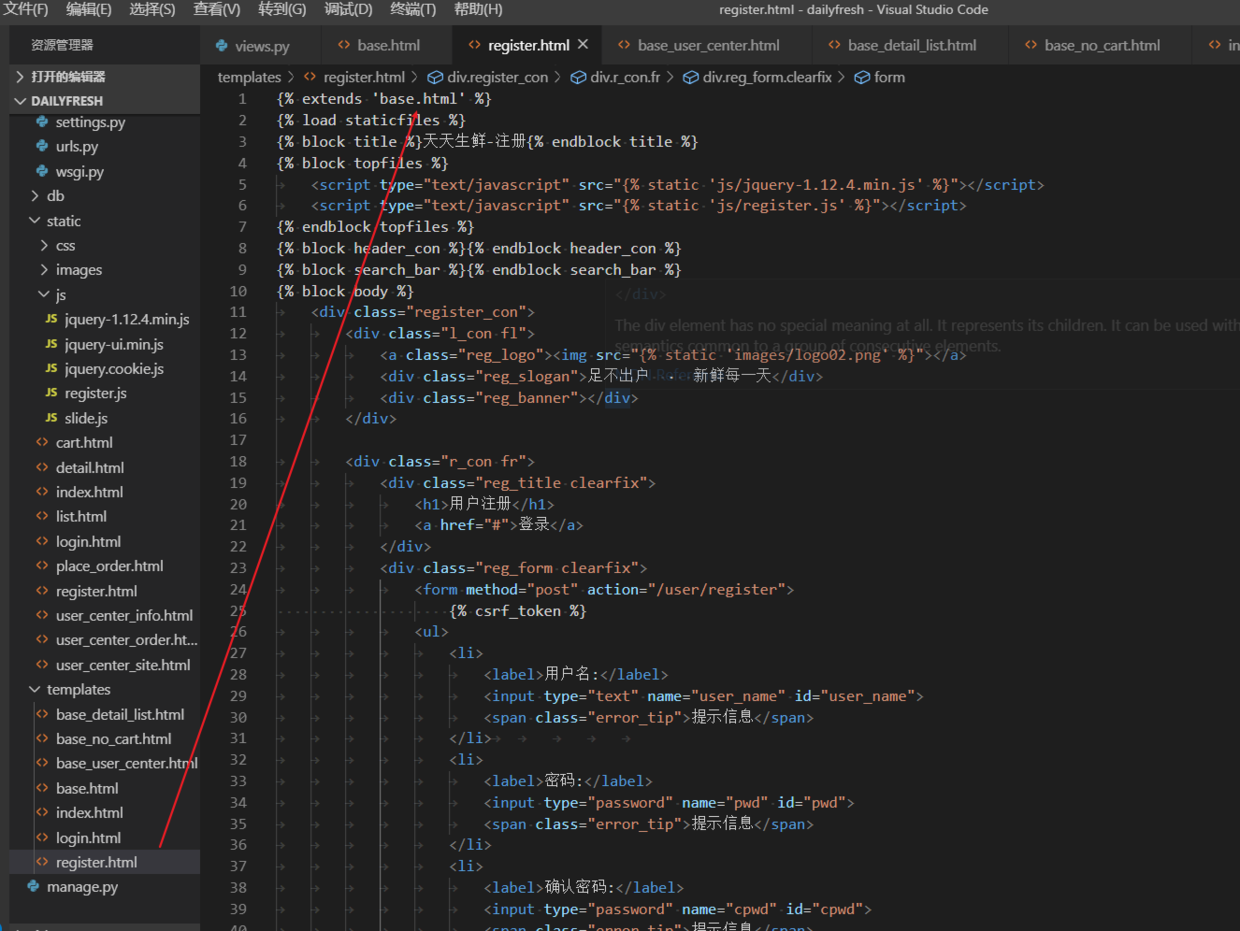 文件(F) 编辑(E) 选择(S) 查看(V) 转到(G) 调试(D) 终端(T) 帮助(H) register.html - dailyfresh - Visual Studio Code
资源管理器
打开的编辑器
DAILYFRESH
settings.py
urls.py
wsgi.py
db
static
css
images
js
JS jquery-1.12.4.min.js
JS jquery-ui.min.js
JS jquery.cookie.js
JS register.js
JS slide.js
cart.html
detail.html
index.html
list.html
login.html
place_order.html
register.html
user_center_info.html
user_center_order.ht...
user_center_site.html
templates
base_detail_list.html
base_no_cart.html
base_user_center.html
base.html
index.html
login.html
register.html
manage.py
views.py base.html register.html base_user_center.html base_detail_list.html base_no_cart.html in
templates > register.html > div.register_con > div.r_con.fr > div.reg_form.clearfix > form
1 {% extends 'base.html' %}
2 {% load staticfiles %}
3 {% block title %}天天生鲜-注册{% endblock title %}
4 {% block topfiles %}
5 <script type="text/javascript" src="{% static 'js/jquery-1.12.4.min.js' %}"></script>
6 <script type="text/javascript" src="{% static 'js/register.js' %}"></script>
7 {% endblock topfiles %}
8 {% block header_con %}{% endblock header_con %}
9 {% block search_bar %}{% endblock search_bar %}
10 {% block body %}
11 <div class="register_con">
12 <div class="l_con fl">
13 <a class="reg_logo"><img src="{% static 'images/logo02.png' %}"></a>
14 <div class="reg_slogan">足不出户 · 新鲜每一天</div>
15 <div class="reg_banner"></div>
16 </div>
17
18 <div class="r_con fr">
19 <div class="reg_title clearfix">
20 <h1>用户注册</h1>
21 <a href="#">登录</a>
22 </div>
23 <div class="reg_form clearfix">
24 <form method="post" action="/user/register">
25 {% csrf_token %}
26 <ul>
27 <li>
28 <label>用户名:</label>
29 <input type="text" name="user_name" id="user_name">
30 <span class="error_tip">提示信息</span>
31 </li>
32 <li>
33 <label>密码:</label>
34 <input type="password" name="pwd" id="pwd">
35 <span class="error_tip">提示信息</span>
36 </li>
37 <li>
38 <label>确认密码:</label>
39 <input type="password" name="cpwd" id="cpwd">
40 <span class="error_tip">提示信息</span>
</div>
The div element has no special meaning at all. It represents its children. It can be used with
semantics common to a group of consecutive elements.